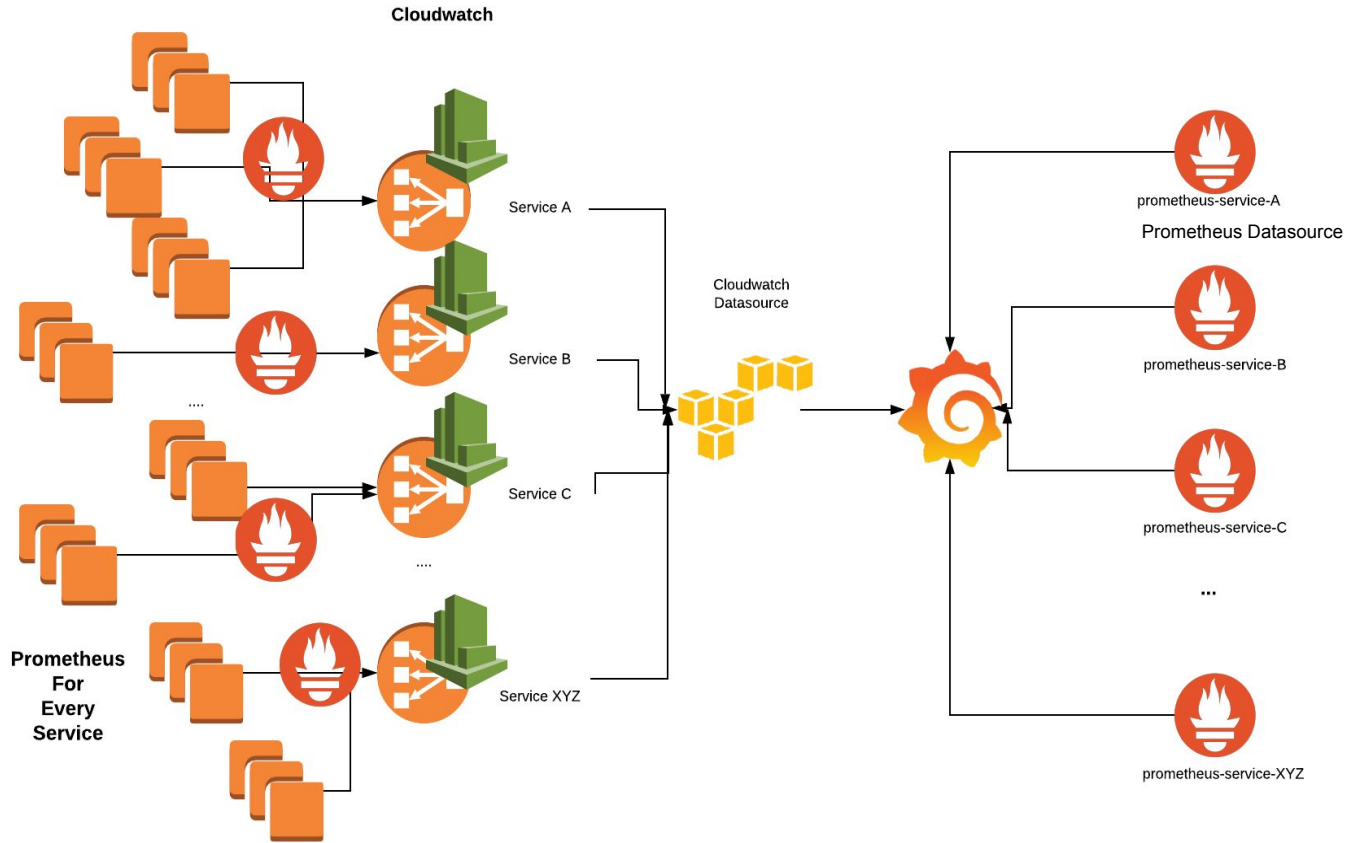 Cloudwatch
Service A
Service B
....
Service C
....
Service XYZ
Prometheus
For
Every
Service
Cloudwatch
Datasource
prometheus-service-A
Prometheus Datasource
prometheus-service-B
prometheus-service-C
...
prometheus-service-XYZ